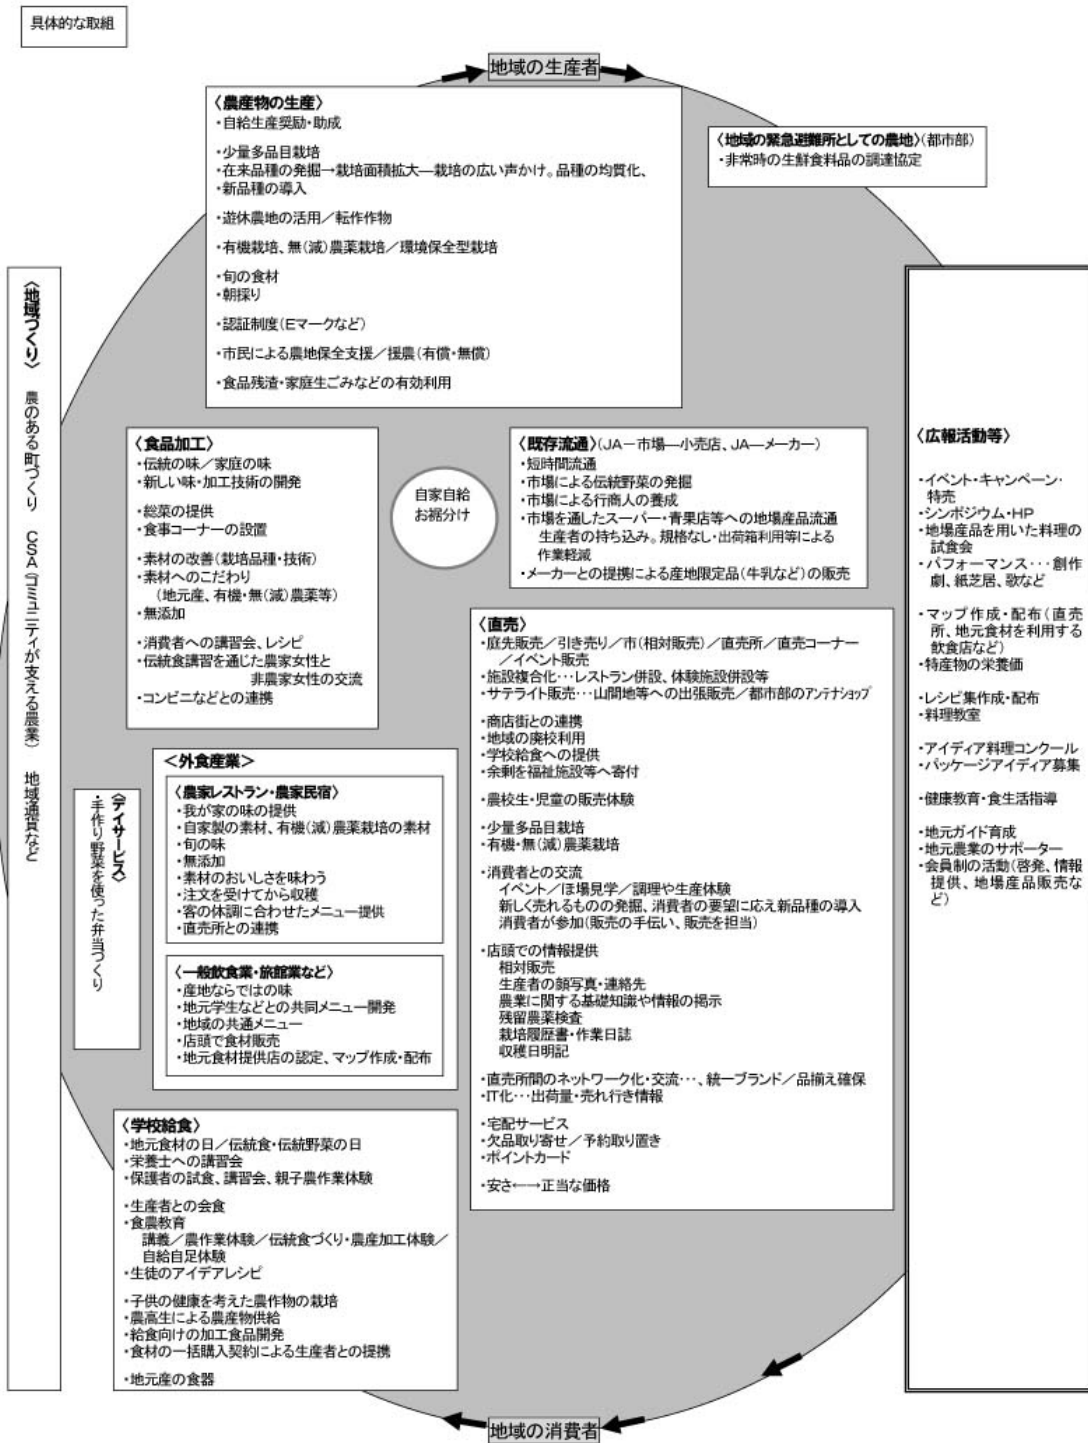 具体的な取組
地域の生産者
〈農産物の生産〉
・自給生産奨励・助成
・少量多品目栽培
・在来品種の発掘→栽培面積拡大―栽培の広い声かけ。品種の均質化、
・新品種の導入
・遊休農地の活用／転作作物
・有機栽培、無(減)農薬栽培／環境保全型栽培
・旬の食材
・朝採り
・認証制度(Eマークなど)
・市民による農地保全支援／援農(有償・無償)
・食品残渣・家庭生ごみなどの有効利用
〈地域の緊急避難所としての農地〉(都市部)
・非常時の生鮮食料品の調達協定
〈地域づくり〉 農のある町づくり CSA(コミュニティが支える農業) 地域通貨など
〈食品加工〉
・伝統の味／家庭の味
・新しい味・加工技術の開発
・総菜の提供
・食事コーナーの設置
・素材の改善(栽培品種・技術)
・素材へのこだわり
(地元産、有機・無(減)農薬等)
・無添加
・消費者への講習会、レシピ
・伝統食講習を通じた農家女性と
非農家女性の交流
・コンビニなどとの連携
自家自給
お裾分け
〈既存流通〉(JA－市場―小売店、JA―メーカー)
・短時間流通
・市場による伝統野菜の発掘
・市場による行商人の養成
・市場を通したスーパー・青果店等への地場産品流通
生産者の持ち込み。規格なし・出荷箱利用等による
作業軽減
・メーカーとの提携による産地限定品(牛乳など)の販売
〈直売〉
・庭先販売／引き売り／市(相対販売)／直売所／直売コーナー
／イベント販売
・施設複合化…レストラン併設、体験施設併設等
・サテライト販売…山間地等への出張販売／都市部のアンテナショップ
・商店街との連携
・地域の廃校利用
・学校給食への提供
・余剰を福祉施設等へ寄付
・農校生・児童の販売体験
・少量多品目栽培
・有機・無(減)農薬栽培
・消費者との交流
イベント／ほ場見学／調理や生産体験
新しく売れるものの発掘、消費者の要望に応え新品種の導入
消費者が参加(販売の手伝い、販売を担当)
・店頭での情報提供
相対販売
生産者の顔写真・連絡先
農業に関する基礎知識や情報の掲示
残留農薬検査
栽培履歴書・作業日誌
収穫日明記
・直売所間のネットワーク化・交流…、統一ブランド／品揃え確保
・IT化…出荷量・売れ行き情報
・宅配サービス
・欠品取り寄せ／予約取り置き
・ポイントカード
・安さ←→正当な価格
〈デイサービス〉
・手作り野菜を使った弁当づくり
＜外食産業＞
〈農家レストラン・農家民宿〉
・我が家の味の提供
・自家製の素材、有機(減)農薬栽培の素材
・旬の味
・無添加
・素材のおいしさを味わう
・注文を受けてから収穫
・客の体調に合わせたメニュー提供
・直売所との連携
〈一般飲食業・旅館業など〉
・産地ならではの味
・地元学生などとの共同メニュー開発
・地域の共通メニュー
・店頭で食材販売
・地元食材提供店の認定、マップ作成・配布
〈学校給食〉
・地元食材の日／伝統食・伝統野菜の日
・栄養士への講習会
・保護者の試食、講習会、親子農作業体験
・生産者との会食
・食農教育
講義／農作業体験／伝統食づくり・農産加工体験／
自給自足体験
・生徒のアイデアレシピ
・子供の健康を考えた農作物の栽培
・農高生による農産物供給
・給食向けの加工食品開発
・食材の一括購入契約による生産者との提携
・地元産の食器
〈広報活動等〉
・イベント・キャンペーン・
特売
・シンポジウム・HP
・地場産品を用いた料理の
試食会
・パフォーマンス・・・創作
劇、紙芝居、歌など
・マップ作成・配布(直売
所、地元食材を利用する
飲食店など)
・特産物の栄養価
・レシピ集作成・配布
・料理教室
・アイディア料理コンクール
・パッケージアイディア募集
・健康教育・食生活指導
・地元ガイド育成
・地元農業のサポーター
・会員制の活動(啓発、情報
提供、地場産品販売な
ど)
地域の消費者